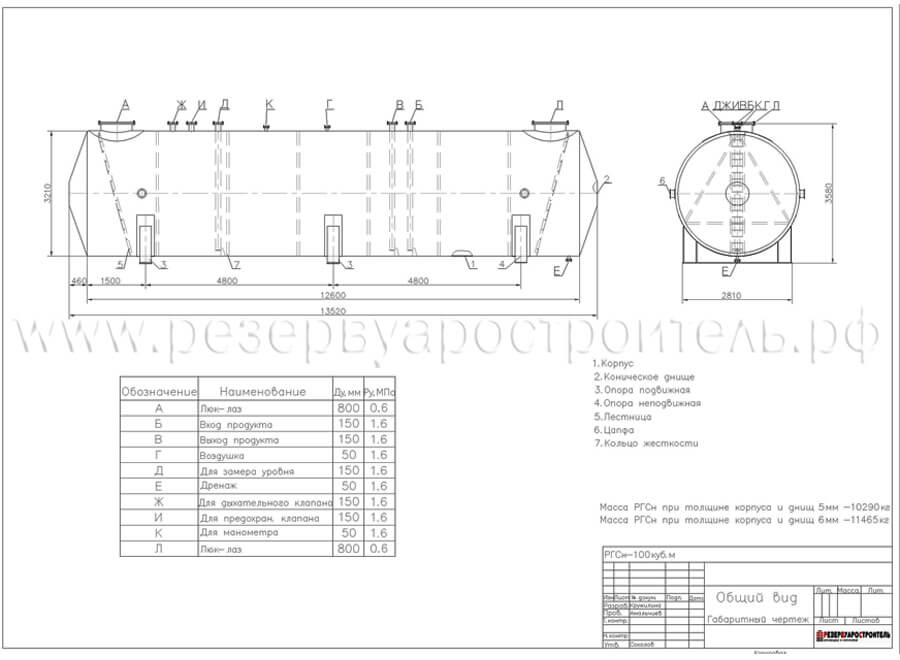 А Ж И Д К Г В Б Л
А ДЖИВБКГЛ
3210
2
6
3580
5 3 7 3 1 4 Е
Е
460 1500 4800 4800
2810
12600
13520
www.резервуаростроитель.рф
1.Корпус
2.Коническое днище
3.Опора подвижная
4.Опора неподвижная
5.Лестница
6.Цапфа
7.Кольцо жесткости
Обозначение Наименование Ду,мм Ру,МПа
А Люк-лаз 800 0.6
Б Вход продукта 150 1.6
В Выход продукта 150 1.6
Г Воздушка 50 1.6
Д Для замера уровня 150 1.6
Е Дренаж 50 1.6
Ж Для дыхательного клапана 150 1.6
И Для предохран. клапана 150 1.6
К Для манометра 50 1.6
Л Люк-лаз 800 0.6
Масса РГСн при толщине корпуса и днищ 5мм -10290кг
Масса РГСн при толщине корпуса и днищ 6мм -11465кг
РГСн-100куб.м
Изм Лист № докум. Подп. Дата
Разраб. Кружилина
Пров.
Т.контр.
Н.контр.
Утв. Соколов
Общий вид
Габаритный чертеж
Лит. Масса Лит.
Лист Листов
РЕЗЕРВУАРОСТРОИТЕЛЬ
Копировал